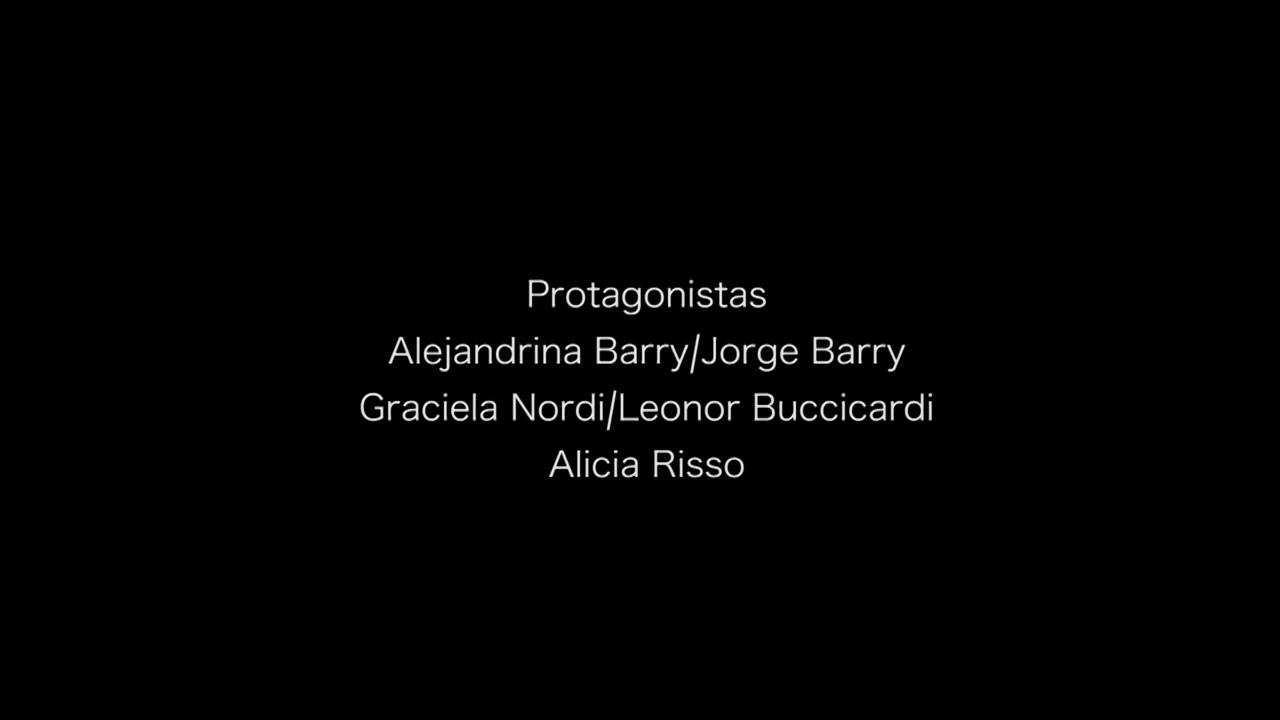 Protagonistas
Alejandrina Barry/Jorge Barry
Graciela Nordi/Leonor Buccicardi
Alicia Risso